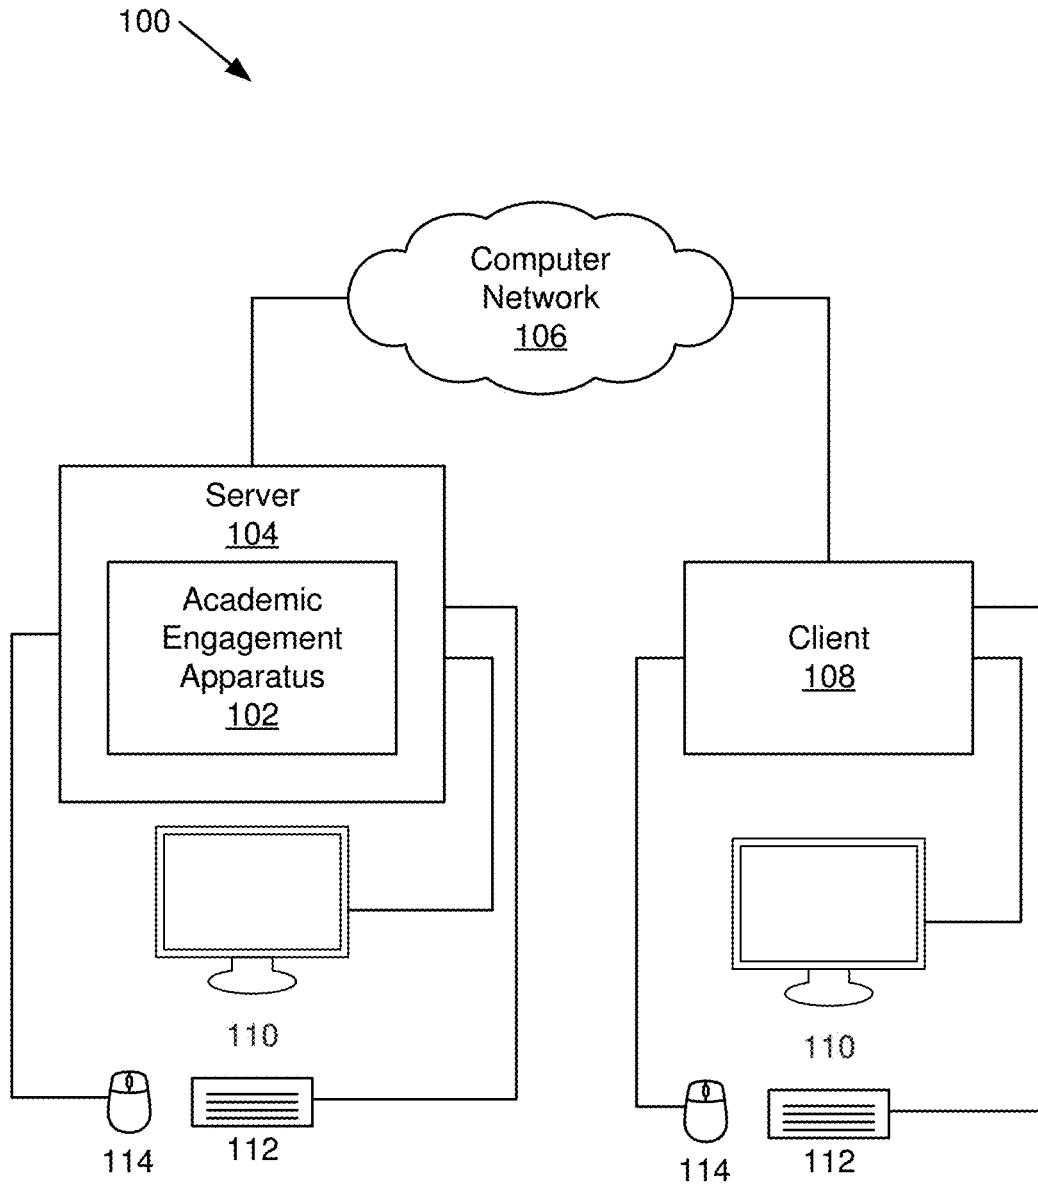 100
Computer
Network
106
Server
104
Academic
Engagement
Apparatus
102
Client
108
110
110
114
112
114
112